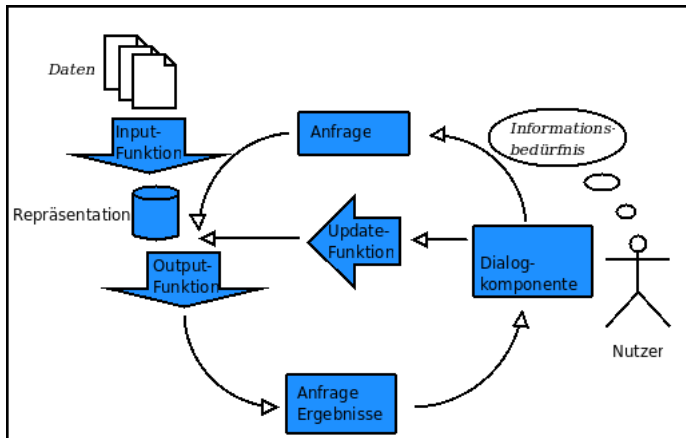 Daten
Input-
Funktion
Anfrage
Informations-
bedürfnis
Repräsentation
Update-
Funktion
Output-
Funktion
Dialog-
komponente
Nutzer
Anfrage
Ergebnisse